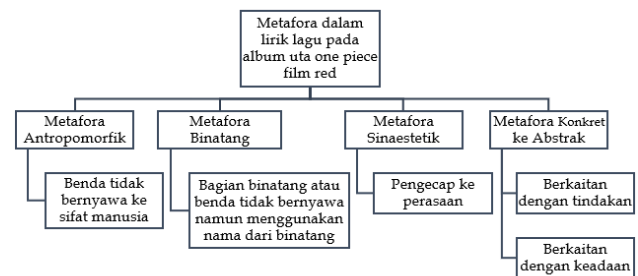 Metafora dalam
lirik lagu pada
album uta one piece
film red
Metafora
Antropomorfik
Metafora
Binatang
Metafora
Sinaestetik
Metafora Konkret
ke Abstrak
Benda tidak
bernyawa ke
sifat manusia
Bagian binatang atau
benda tidak bernyawa
namun menggunakan
nama dari binatang
Pengecap ke
perasaan
Berkaitan
dengan tindakan
Berkaitan
dengan keadaan